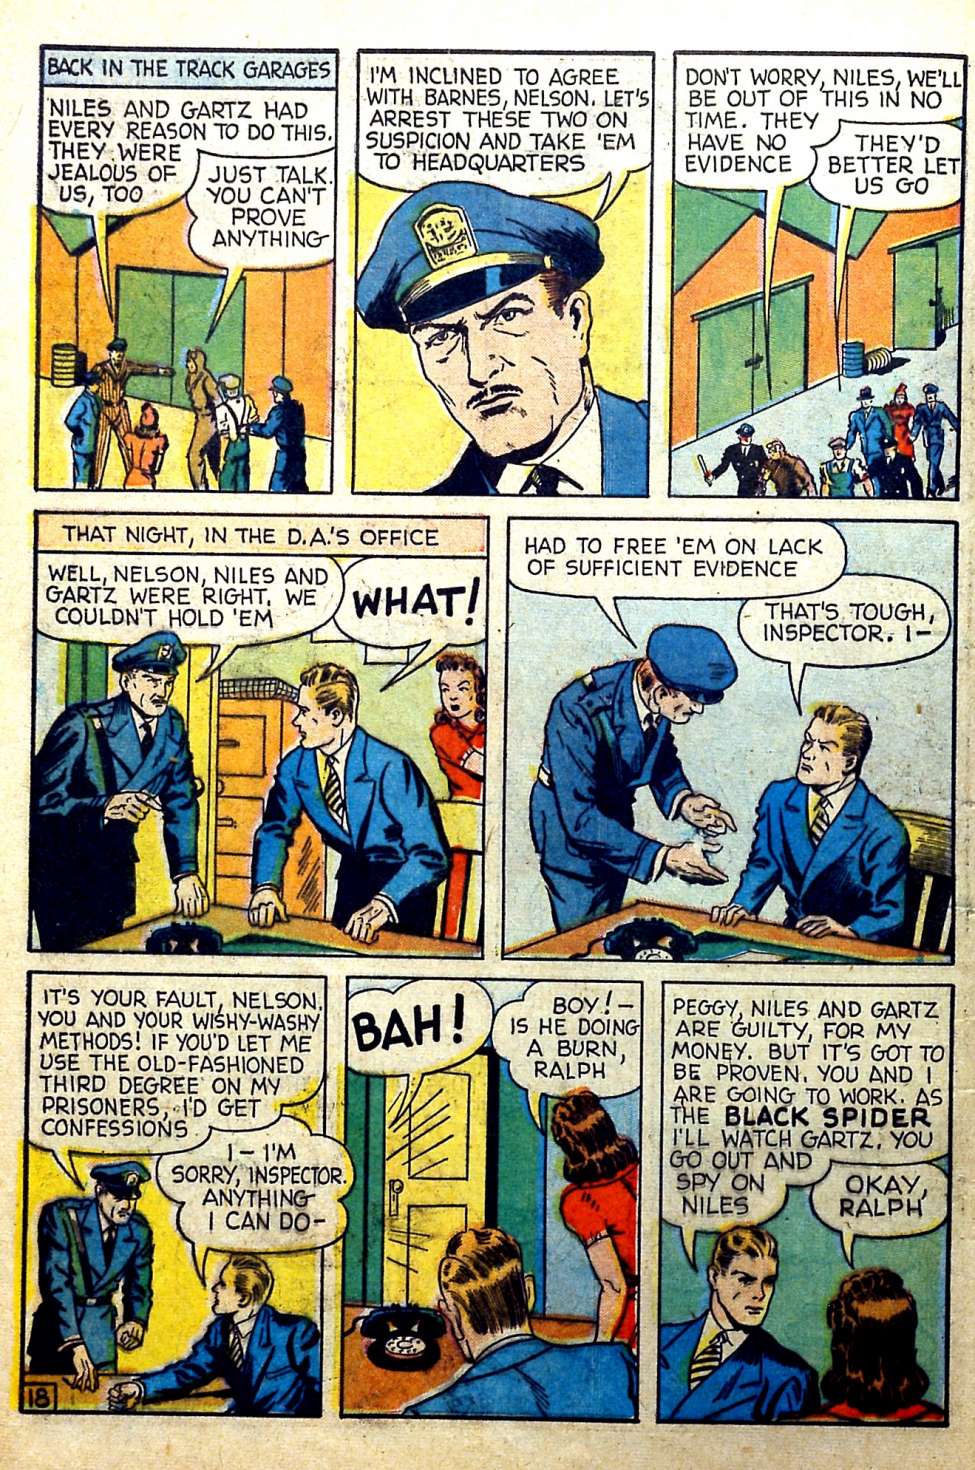 BACK IN THE TRACK GARAGES
NILES AND GARTZ HAD
EVERY REASON TO DO THIS.
THEY WERE
JEALOUS OF
US, TOO
JUST TALK.
YOU CAN'T
PROVE
ANYTHING
I'M INCLINED TO AGREE
WITH BARNES, NELSON. LET'S
ARREST THESE TWO ON
SUSPICION AND TAKE 'EM
TO HEADQUARTERS
DON'T WORRY, NILES, WE'LL
BE OUT OF THIS IN NO
TIME. THEY
HAVE NO
EVIDENCE
THEY'D
BETTER LET
US GO
THAT NIGHT, IN THE D.A.'S OFFICE
WELL, NELSON, NILES AND
GARTZ WERE RIGHT. WE
COULDN'T HOLD 'EM
WHAT!
HAD TO FREE 'EM ON LACK
OF SUFFICIENT EVIDENCE
THAT'S TOUGH,
INSPECTOR. I-
IT'S YOUR FAULT, NELSON.
YOU AND YOUR WISHY-WASHY
METHODS! IF YOU'D LET ME
USE THE OLD-FASHIONED
THIRD DEGREE ON MY
PRISONERS, I'D GET
CONFESSIONS
I- I'M
SORRY, INSPECTOR.
ANYTHING
I CAN DO-
18
BAH!
BOY!-
IS HE DOING
A BURN,
RALPH
PEGGY, NILES AND GARTZ
ARE GUILTY, FOR MY
MONEY. BUT IT'S GOT TO
BE PROVEN. YOU AND I
ARE GOING TO WORK. AS
THE BLACK SPIDER
I'LL WATCH GARTZ. YOU
GO OUT AND
SPY ON
NILES
OKAY,
RALPH